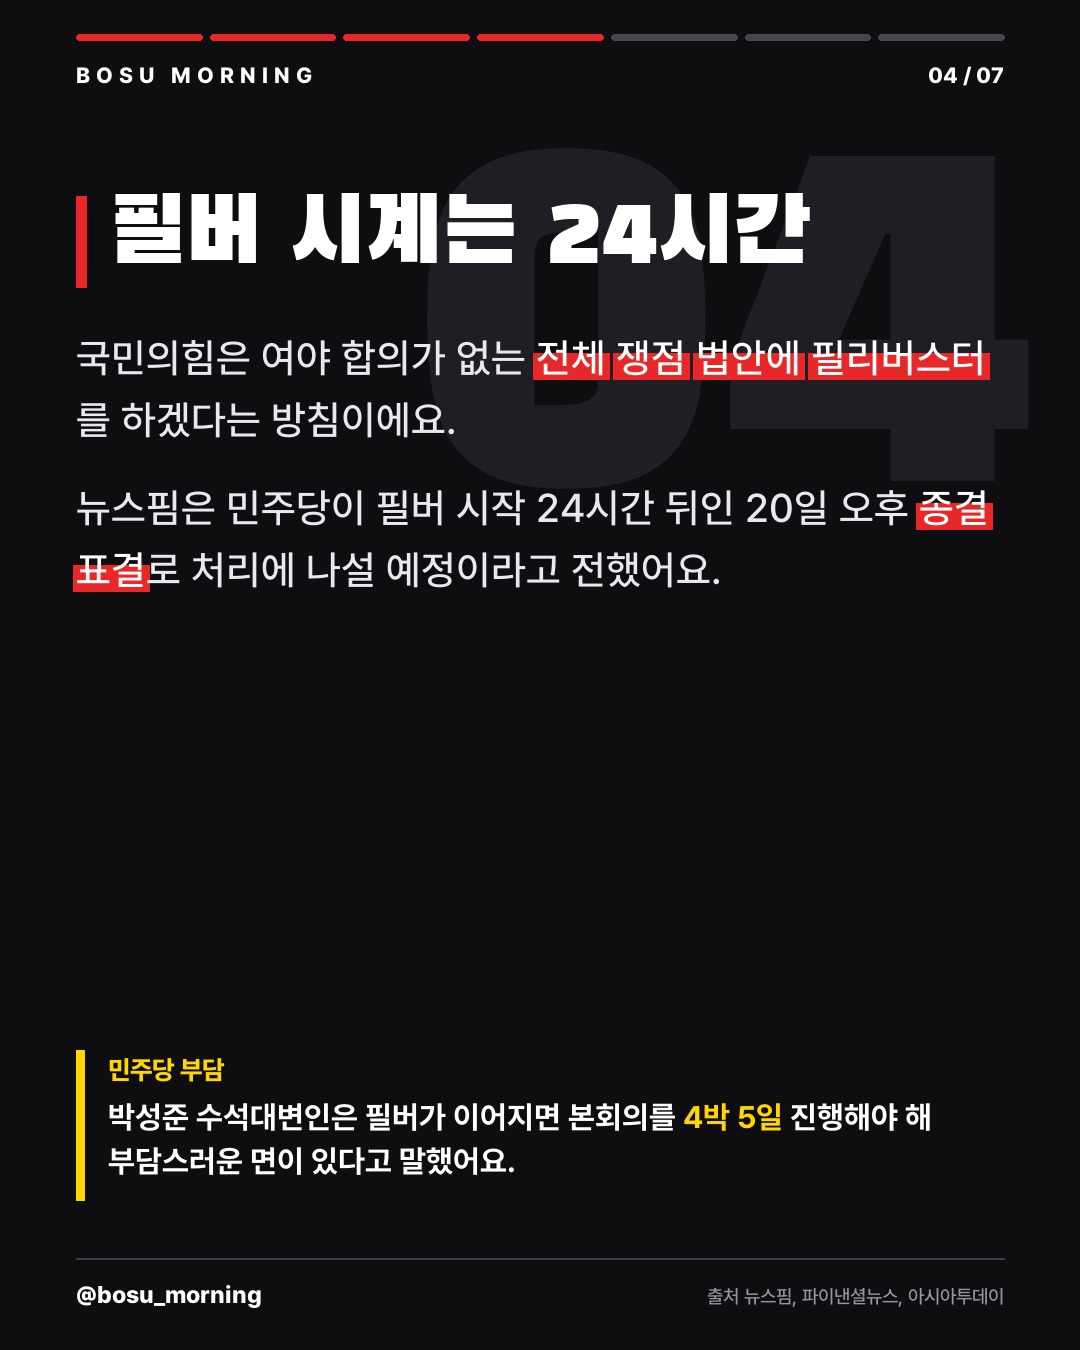 BOSU MORNING
04 / 07
04
필버 시계는 24시간
국민의힘은 여야 합의가 없는 전체 쟁점 법안에 필리버스터
를 하겠다는 방침이에요.
뉴스핌은 민주당이 필버 시작 24시간 뒤인 20일 오후 종결
표결로 처리에 나설 예정이라고 전했어요.
민주당 부담
박성준 수석대변인은 필버가 이어지면 본회의를 4박 5일 진행해야 해
부담스러운 면이 있다고 말했어요.
@bosu_morning
출처 뉴스핌, 파이낸셜뉴스, 아시아투데이